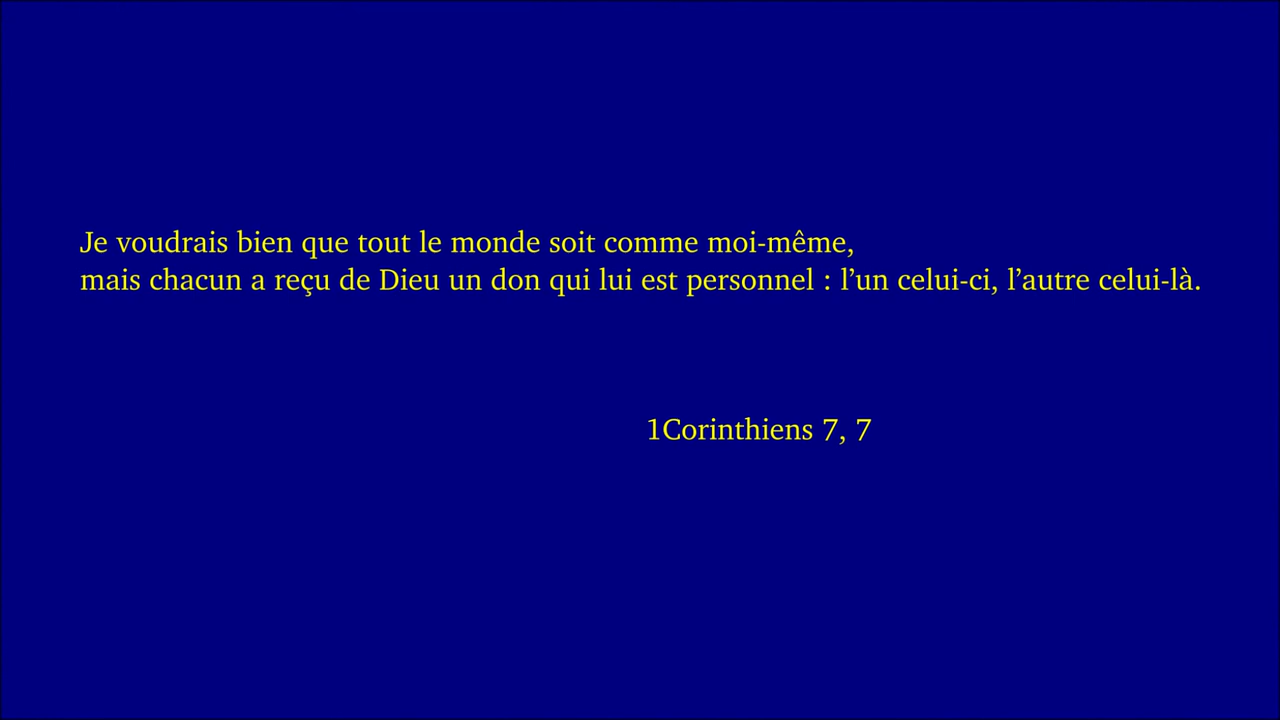 Je voudrais bien que tout le monde soit comme moi-même,
mais chacun a reçu de Dieu un don qui lui est personnel : l’un celui-ci, l’autre celui-là.
1Corinthiens 7, 7